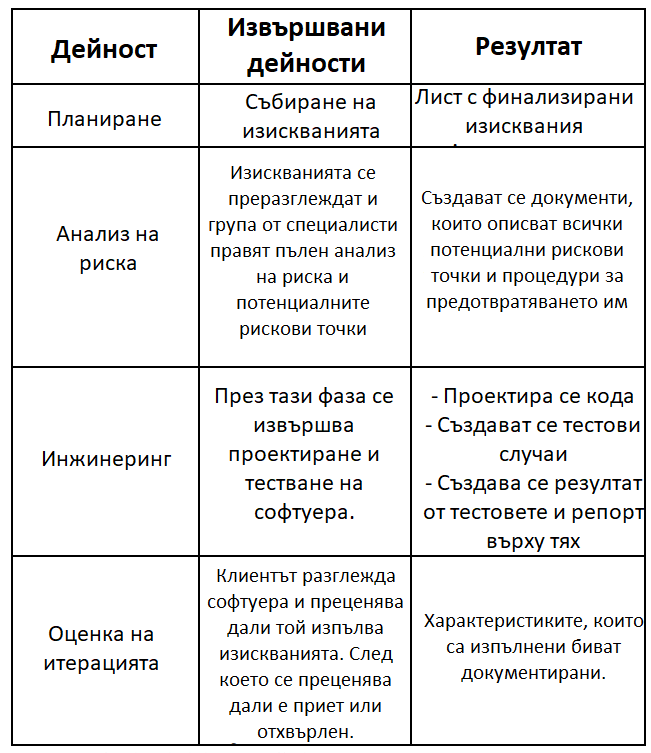 Дейност
Извършвани
дейности
Резултат
Планиране
Събиране на
изискванията
Лист с финализирани
изисквания
Анализ на
риска
Изискванията се
преразглеждат и
група от специалисти
правят пълен анализ
на риска и
потенциалните
рискови точки
Създават се документи,
които описват всички
потенциални рискови
точки и процедури за
предотвратяването им
Инжинеринг
През тази фаза се
извършва
проектиране и
тестване на
софтуера.
- Проектира се кода
- Създават се тестови
случаи
- Създава се резултат
от тестовете и репорт
върху тях
Оценка на
итерацията
Клиентът разглежда
софтуера и преценява
дали той изпълва
изискванията. След
което се преценява
дали е приет или
отхвърлен.
Характеристиките, които
са изпълнени биват
документирани.